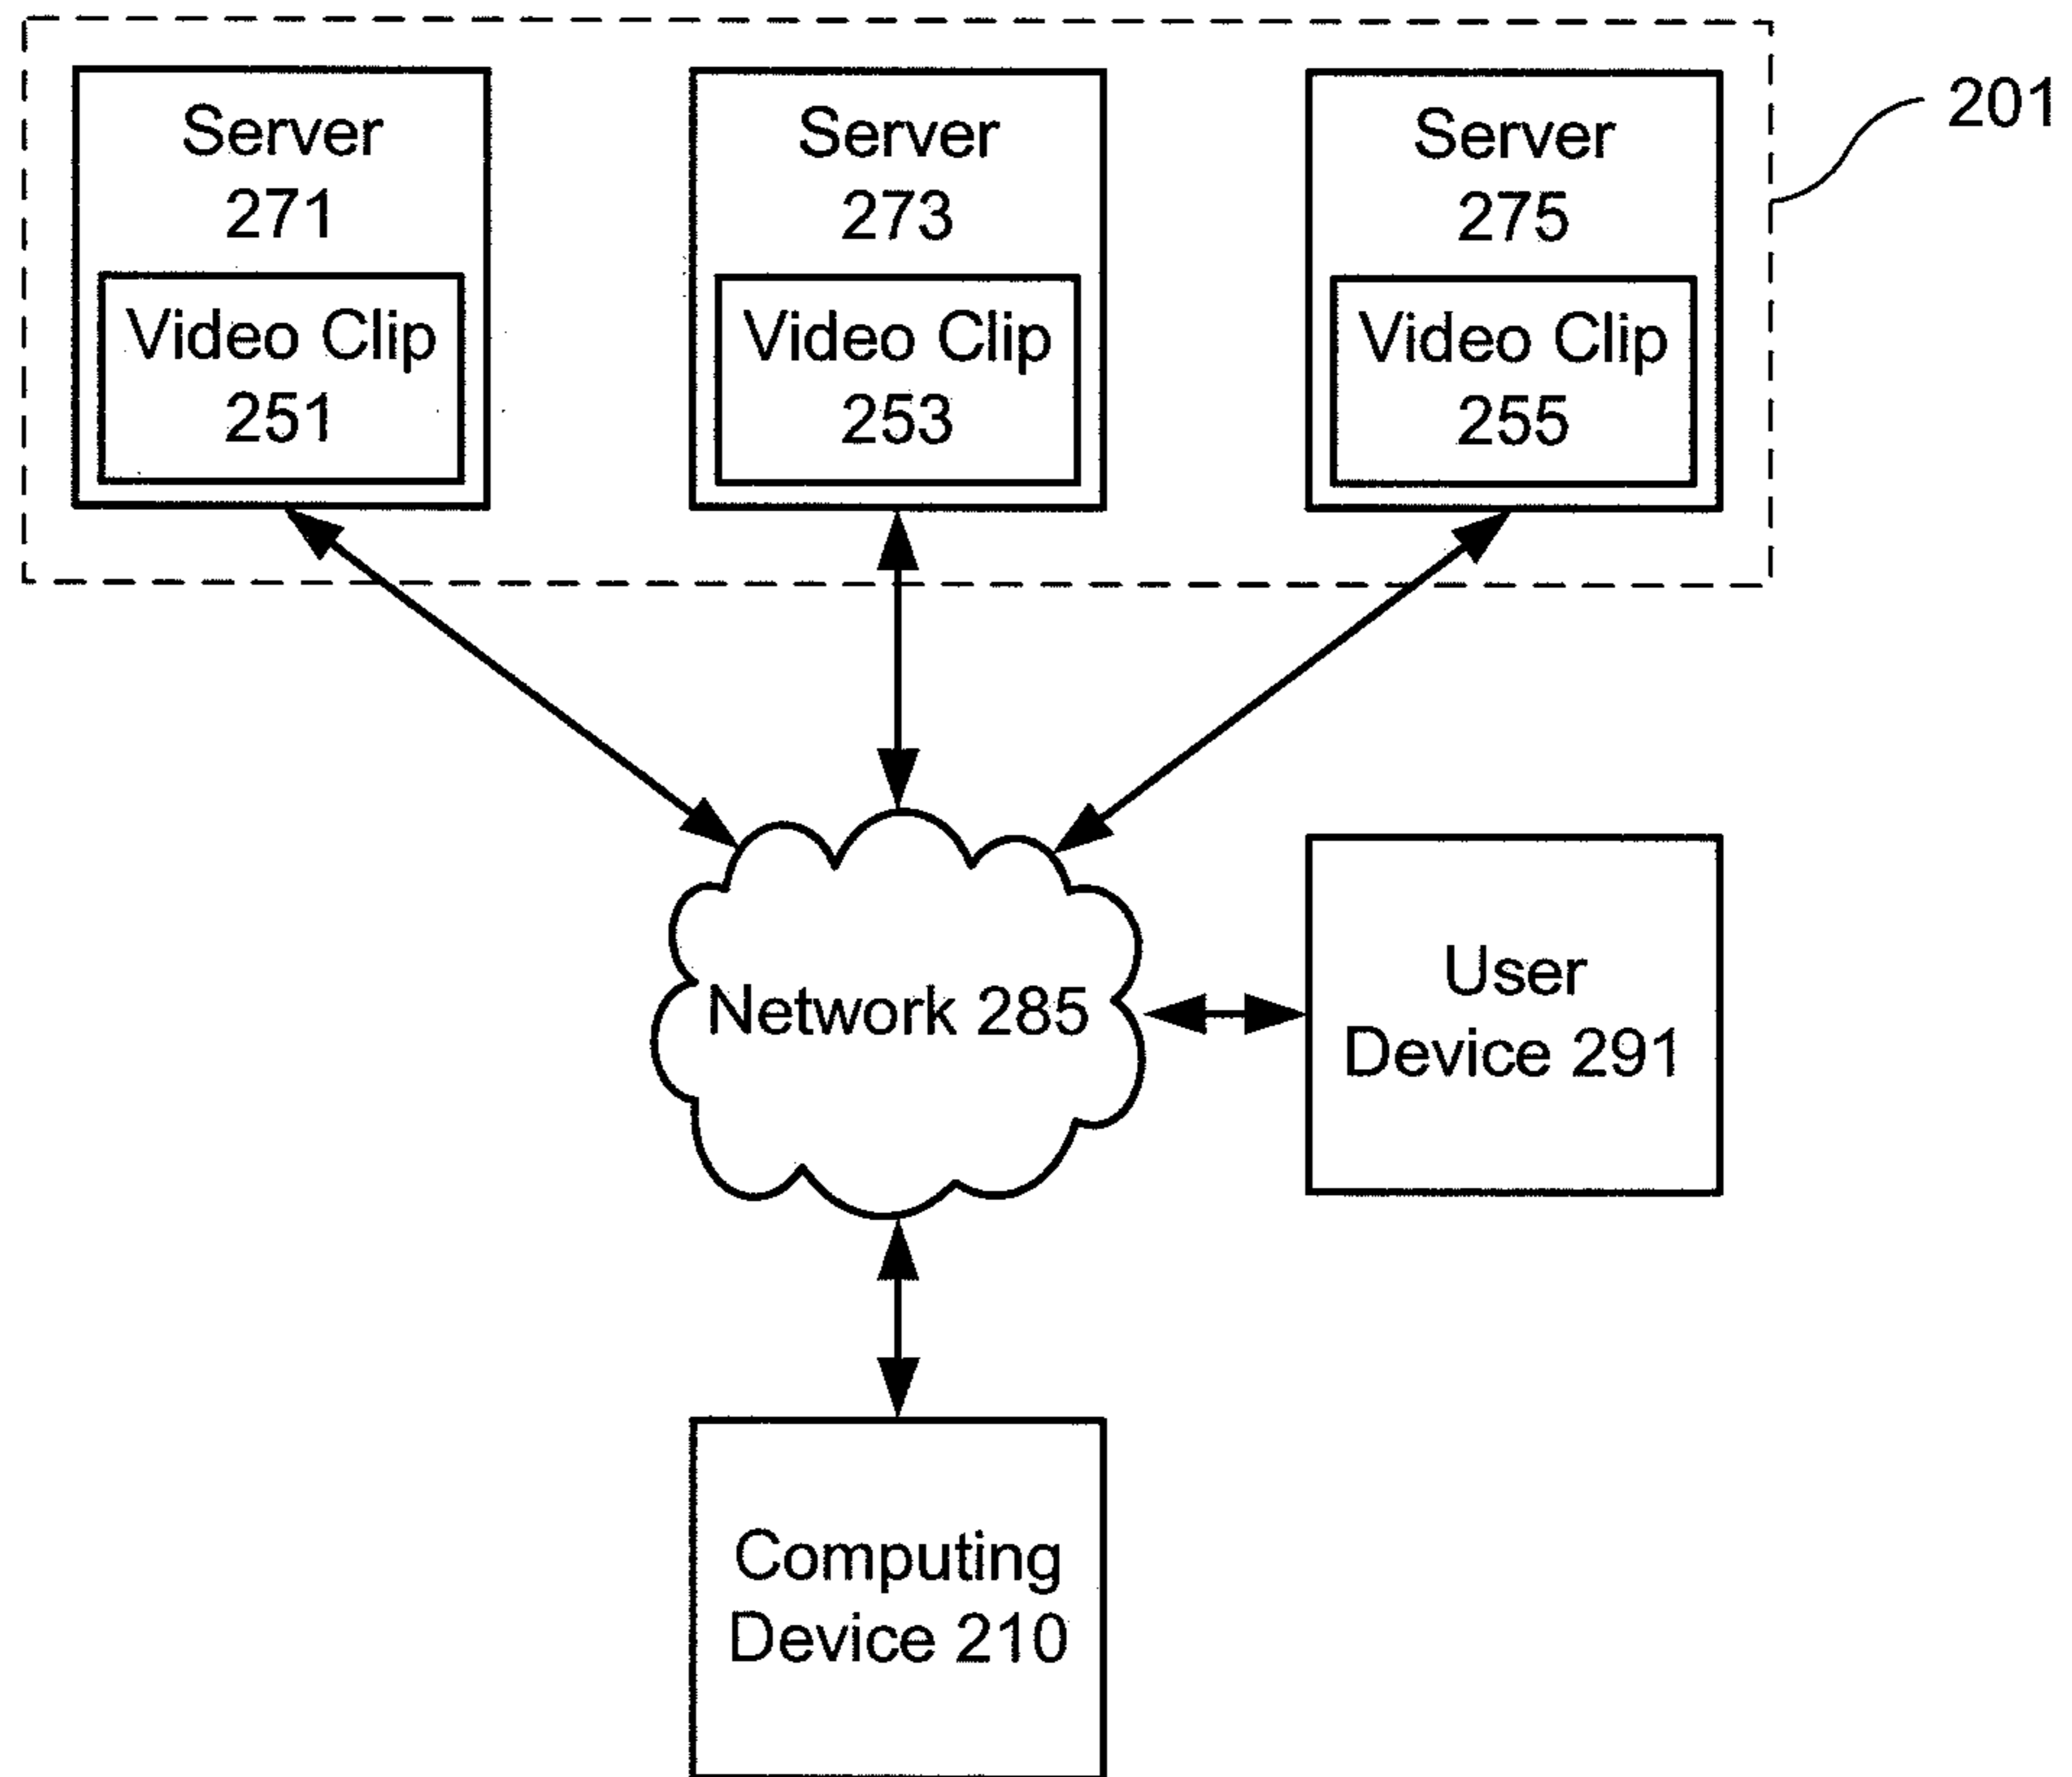 Server
271
Video Clip
251
Server
273
Video Clip
253
Server
275
Video Clip
255
201
Network 285
User
Device 291
Computing
Device 210